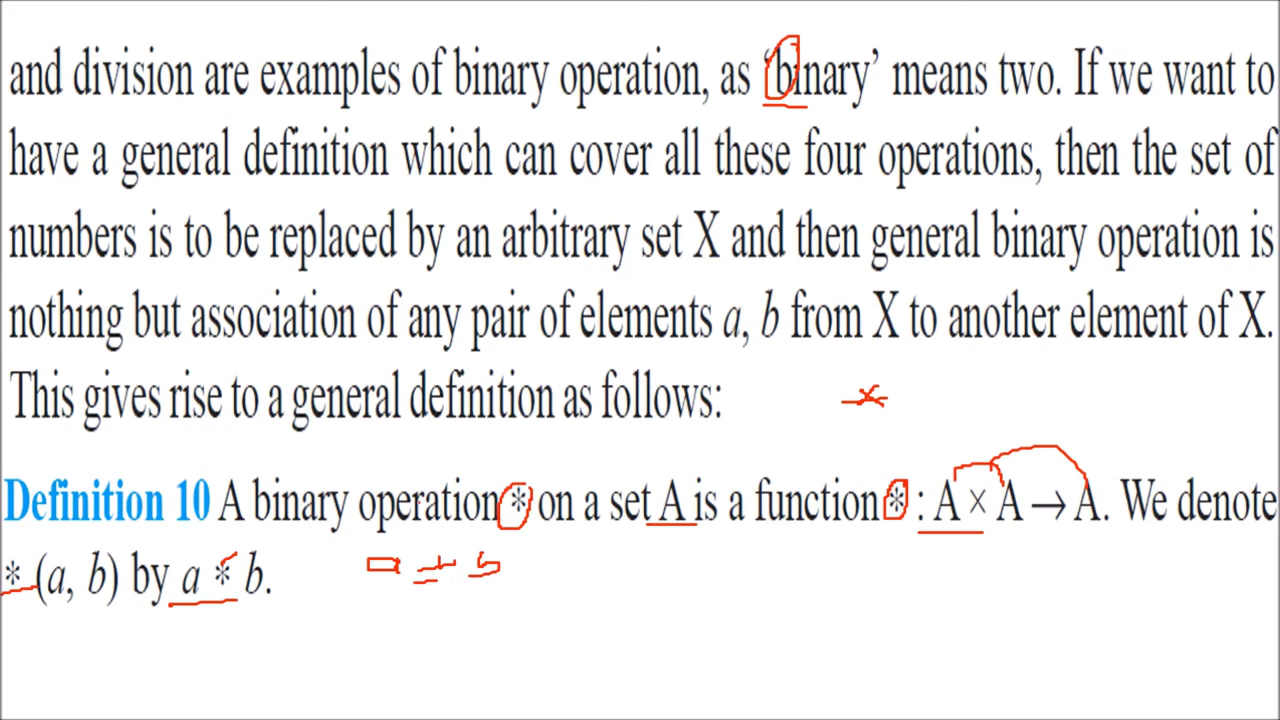 and division are examples of binary operation, as ‘binary’ means two. If we want to
have a general definition which can cover all these four operations, then the set of
numbers is to be replaced by an arbitrary set X and then general binary operation is
nothing but association of any pair of elements a, b from X to another element of X.
This gives rise to a general definition as follows:
Definition 10 A binary operation * on a set A is a function * : A × A → A. We denote
* (a, b) by a * b.
a + b